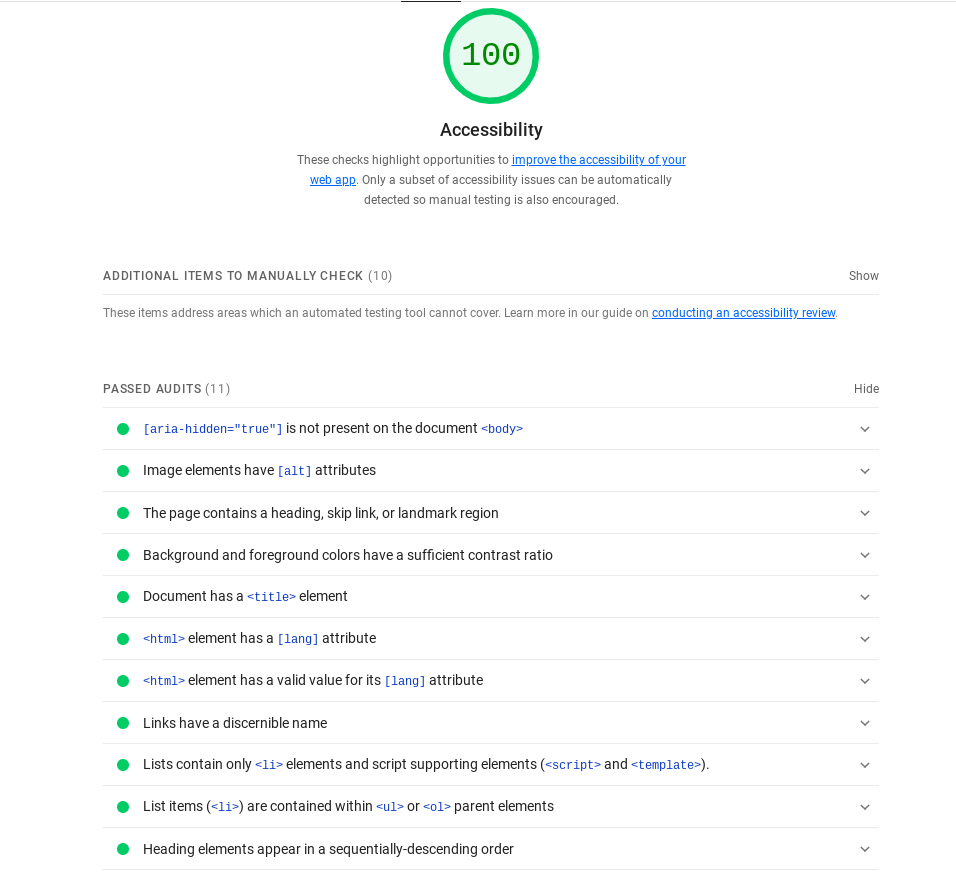 100
Accessibility
These checks highlight opportunities to improve the accessibility of your
web app. Only a subset of accessibility issues can be automatically
detected so manual testing is also encouraged.
ADDITIONAL ITEMS TO MANUALLY CHECK (10) Show
These items address areas which an automated testing tool cannot cover. Learn more in our guide on conducting an accessibility review.
PASSED AUDITS (11) Hide
[aria-hidden="true"] is not present on the document <body>
Image elements have [alt] attributes
The page contains a heading, skip link, or landmark region
Background and foreground colors have a sufficient contrast ratio
Document has a <title> element
<html> element has a [lang] attribute
<html> element has a valid value for its [lang] attribute
Links have a discernible name
Lists contain only <li> elements and script supporting elements (<script> and <template>).
List items (<li>) are contained within <ul> or <ol> parent elements
Heading elements appear in a sequentially-descending order